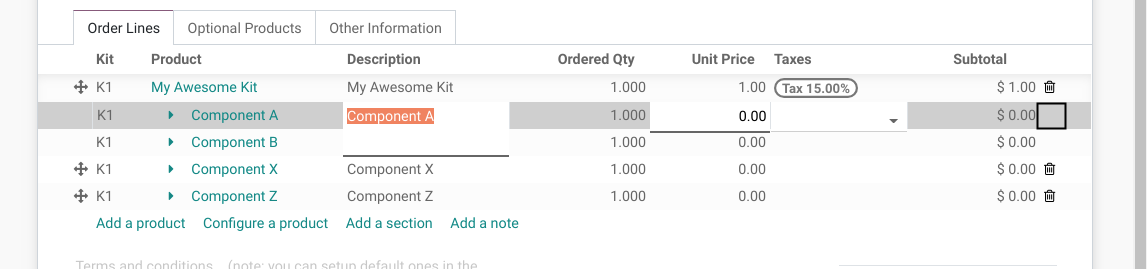 Order Lines Optional Products Other Information
Kit Product Description Ordered Qty Unit Price Taxes Subtotal
K1 My Awesome Kit My Awesome Kit 1.000 1.00 Tax 15.00% $ 1.00
K1 Component A Component A 1.000 0.00 $ 0.00
K1 Component B 1.000 0.00 $ 0.00
K1 Component X Component X 1.000 0.00 $ 0.00
K1 Component Z Component Z 1.000 0.00 $ 0.00
Add a product Configure a product Add a section Add a note
Terms and conditions (note: you can setup default ones in the